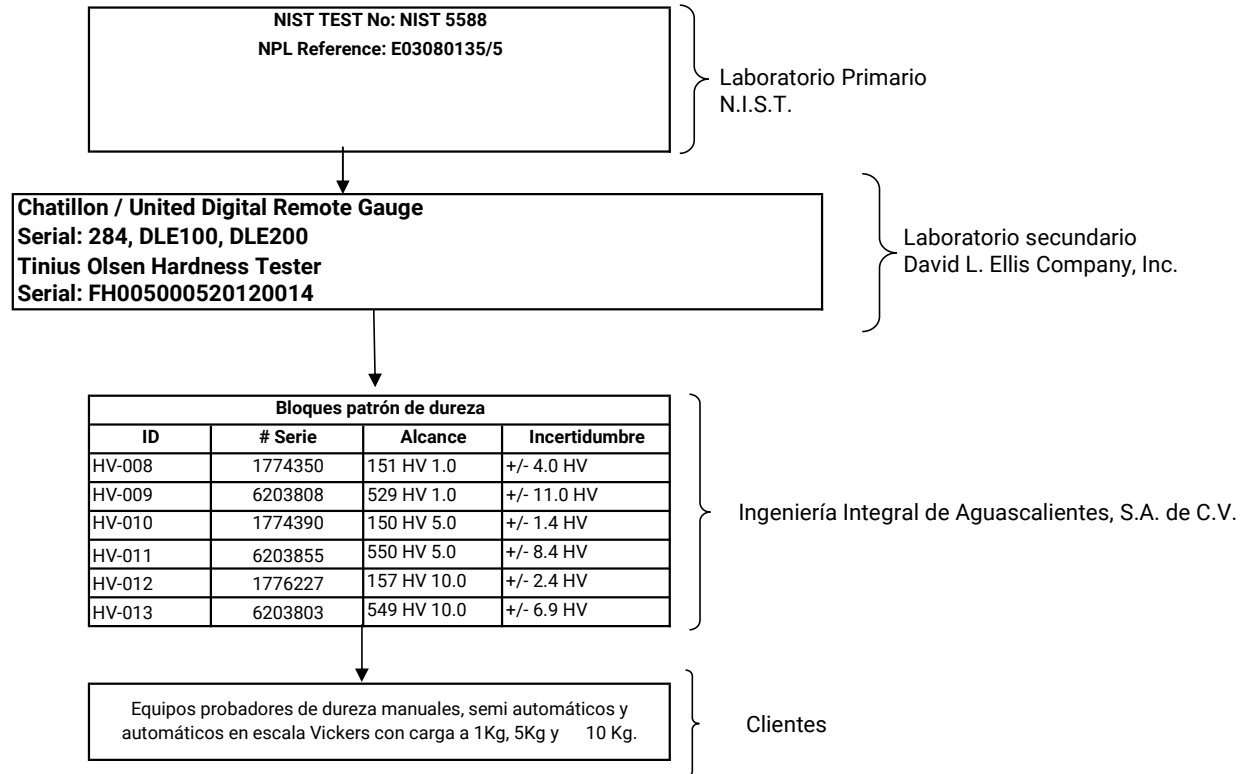 NIST TEST No: NIST 5588
NPL Reference: E03080135/5
Laboratorio Primario
N.I.S.T.
Chatillon / United Digital Remote Gauge
Serial: 284, DLE100, DLE200
Tinius Olsen Hardness Tester
Serial: FH005000520120014
Laboratorio secundario
David L. Ellis Company, Inc.
Bloques patrón de dureza
ID # Serie Alcance Incertidumbre
HV-008 1774350 151 HV 1.0 +/- 4.0 HV
HV-009 6203808 529 HV 1.0 +/- 11.0 HV
HV-010 1774390 150 HV 5.0 +/- 1.4 HV
HV-011 6203855 550 HV 5.0 +/- 8.4 HV
HV-012 1776227 157 HV 10.0 +/- 2.4 HV
HV-013 6203803 549 HV 10.0 +/- 6.9 HV
Ingeniería Integral de Aguascalientes, S.A. de C.V.
Equipos probadores de dureza manuales, semi automáticos y
automáticos en escala Vickers con carga a 1Kg, 5Kg y 10 Kg.
Clientes